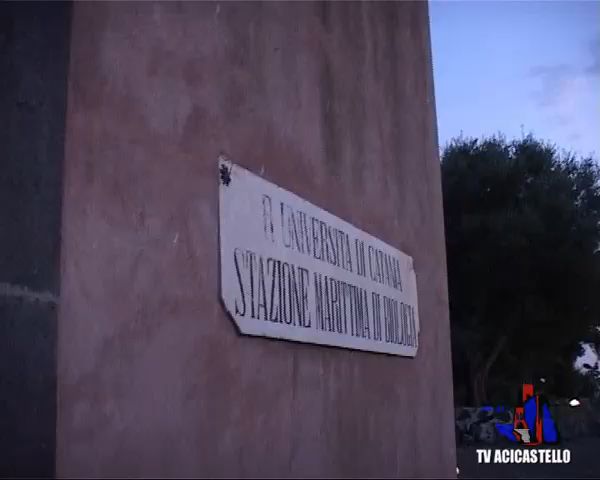 R. UNIVERSITA DI CATANIA
STAZIONE MARITTIMA DI BIOLOGIA
TV ACICASTELLO